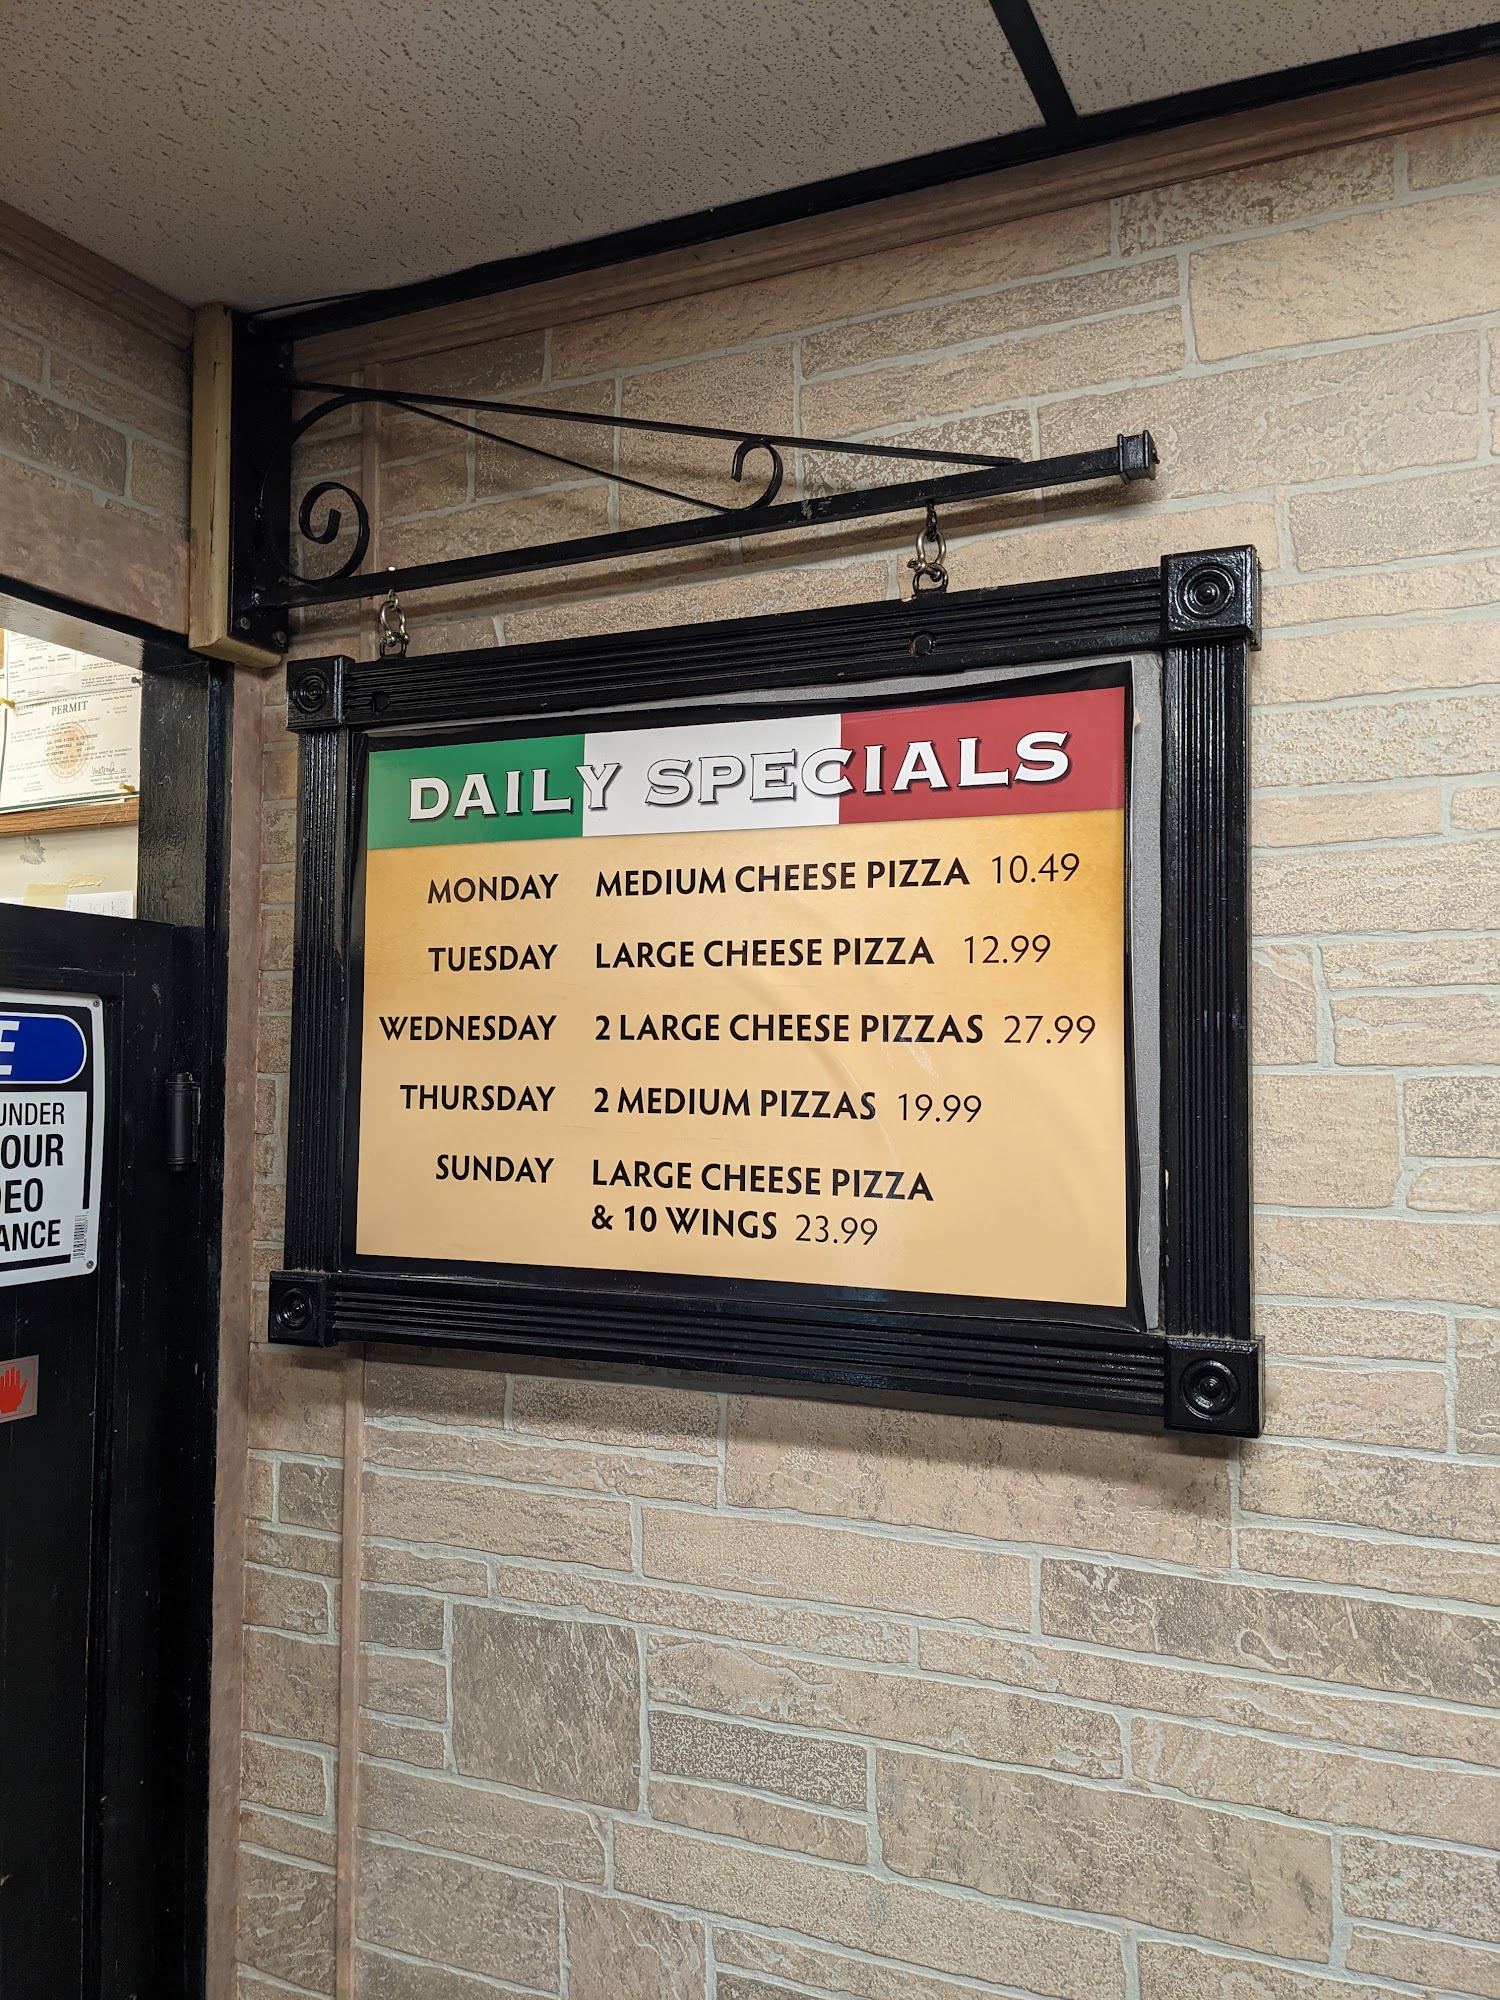 DAILY SPECIALS
MONDAY MEDIUM CHEESE PIZZA 10.49
TUESDAY LARGE CHEESE PIZZA 12.99
WEDNESDAY 2 LARGE CHEESE PIZZAS 27.99
THURSDAY 2 MEDIUM PIZZAS 19.99
SUNDAY LARGE CHEESE PIZZA
& 10 WINGS 23.99
PERMIT
E
UNDER
OUR
DEO
ANCE